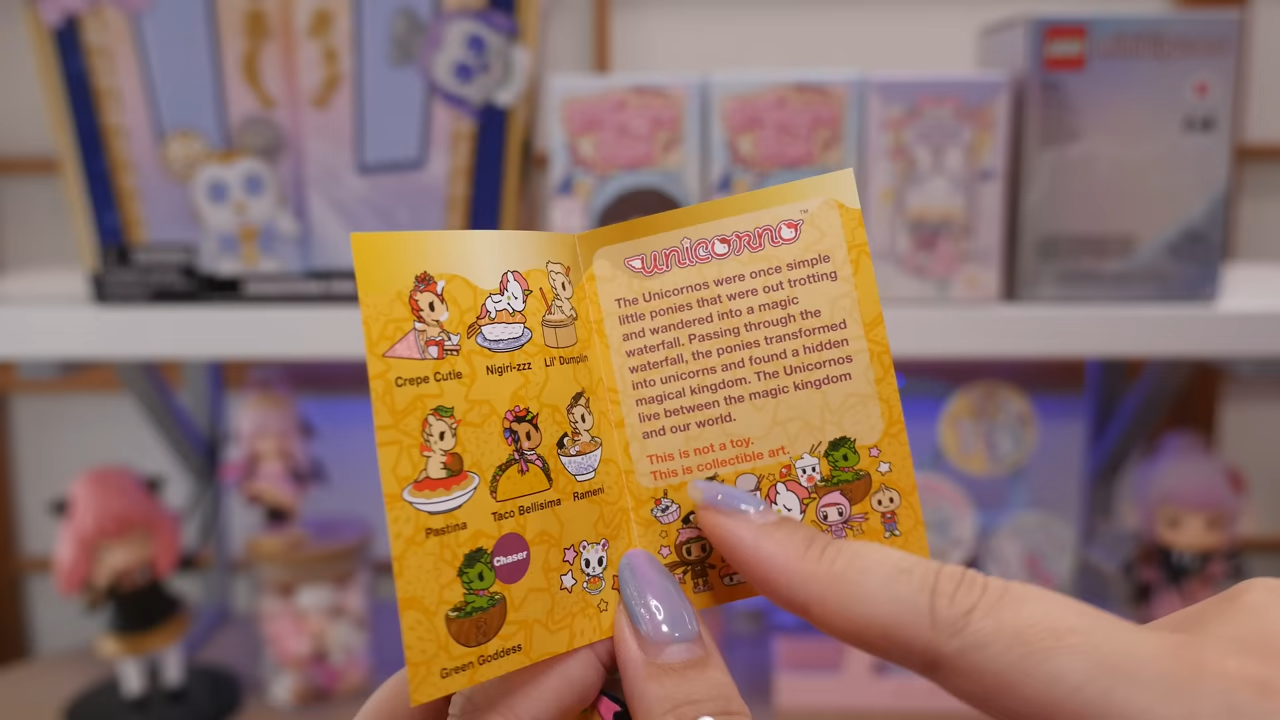 Crepe Cutie
Nigiri-zzz
Lil' Dumplin
Pastina
Taco Bellisima
Rameni
Chaser
Green Goddess
unicorno™
The Unicornos were once simple
little ponies that were out trotting
and wandered into a magic
waterfall. Passing through the
waterfall, the ponies transformed
into unicorns and found a hidden
magical kingdom. The Unicornos
live between the magic kingdom
and our world.
This is not a toy.
This is collectible art.
LEGO